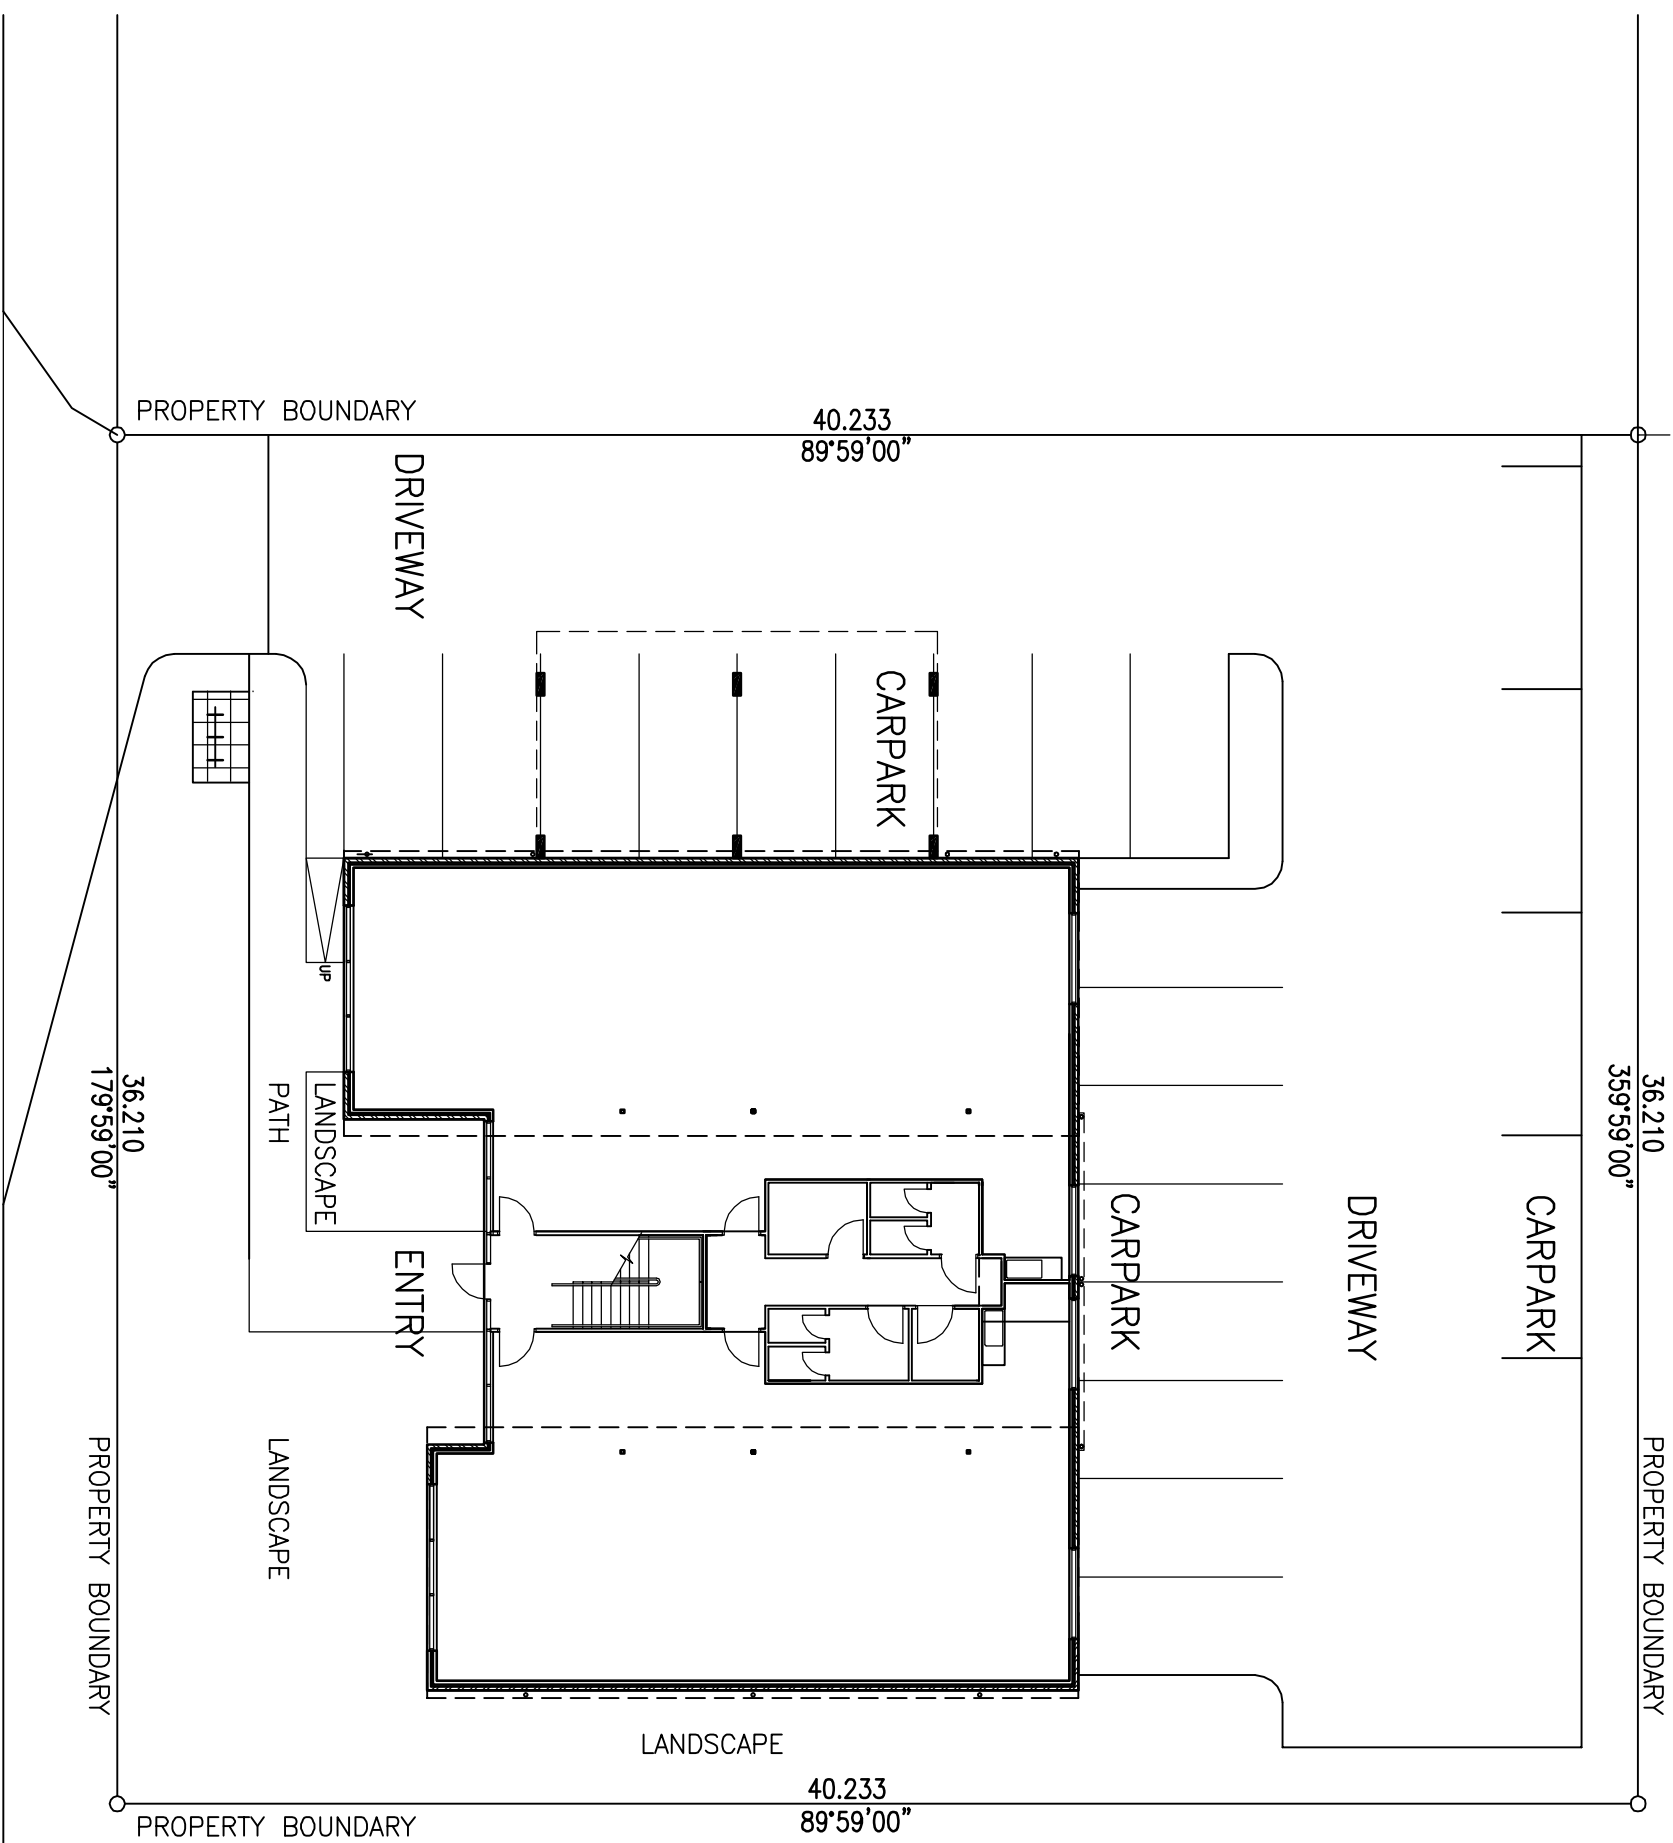 PROPERTY BOUNDARY
40.233
89°59'00"
DRIVEWAY
CARPARK
UP
36.210
179°59'00"
PATH
LANDSCAPE
ENTRY
CARPARK
DRIVEWAY
CARPARK
36.210
359°59'00"
LANDSCAPE
PROPERTY BOUNDARY
PROPERTY BOUNDARY
LANDSCAPE
40.233
89°59'00"
PROPERTY BOUNDARY